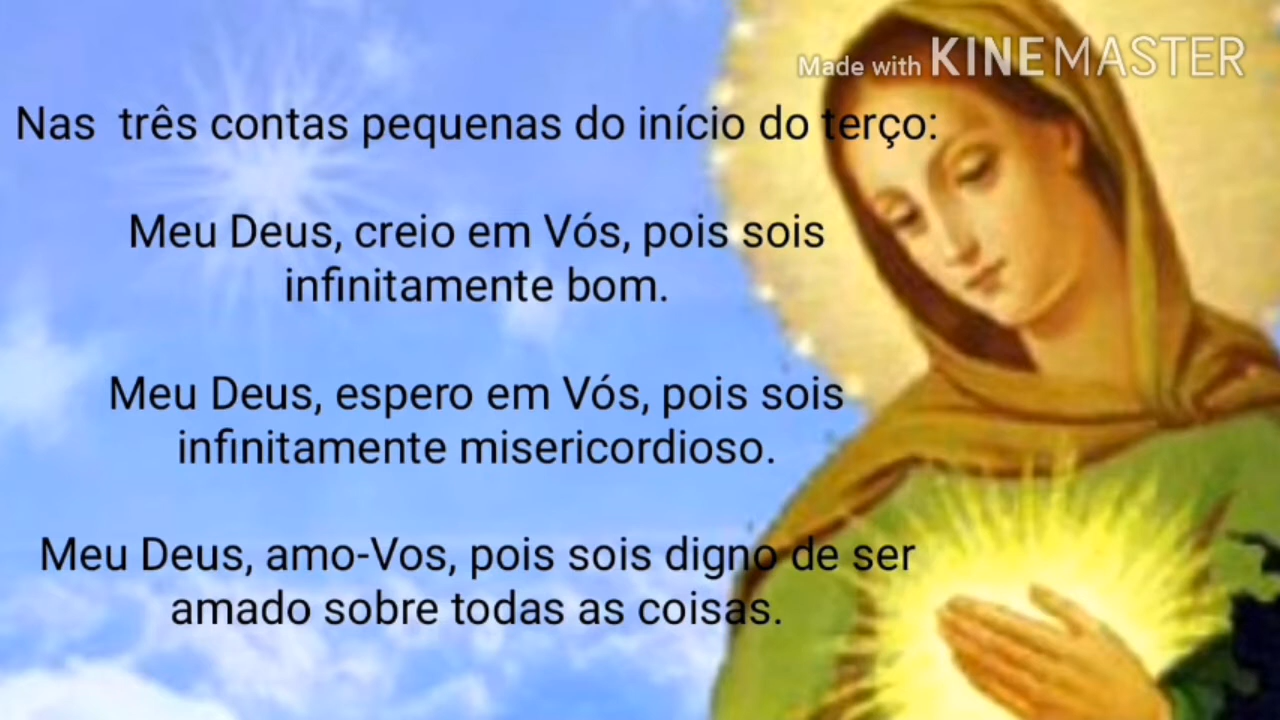 Made with KINEMASTER
Nas três contas pequenas do início do terço:
Meu Deus, creio em Vós, pois sois
infinitamente bom.
Meu Deus, espero em Vós, pois sois
infinitamente misericordioso.
Meu Deus, amo-Vos, pois sois digno de ser
amado sobre todas as coisas.